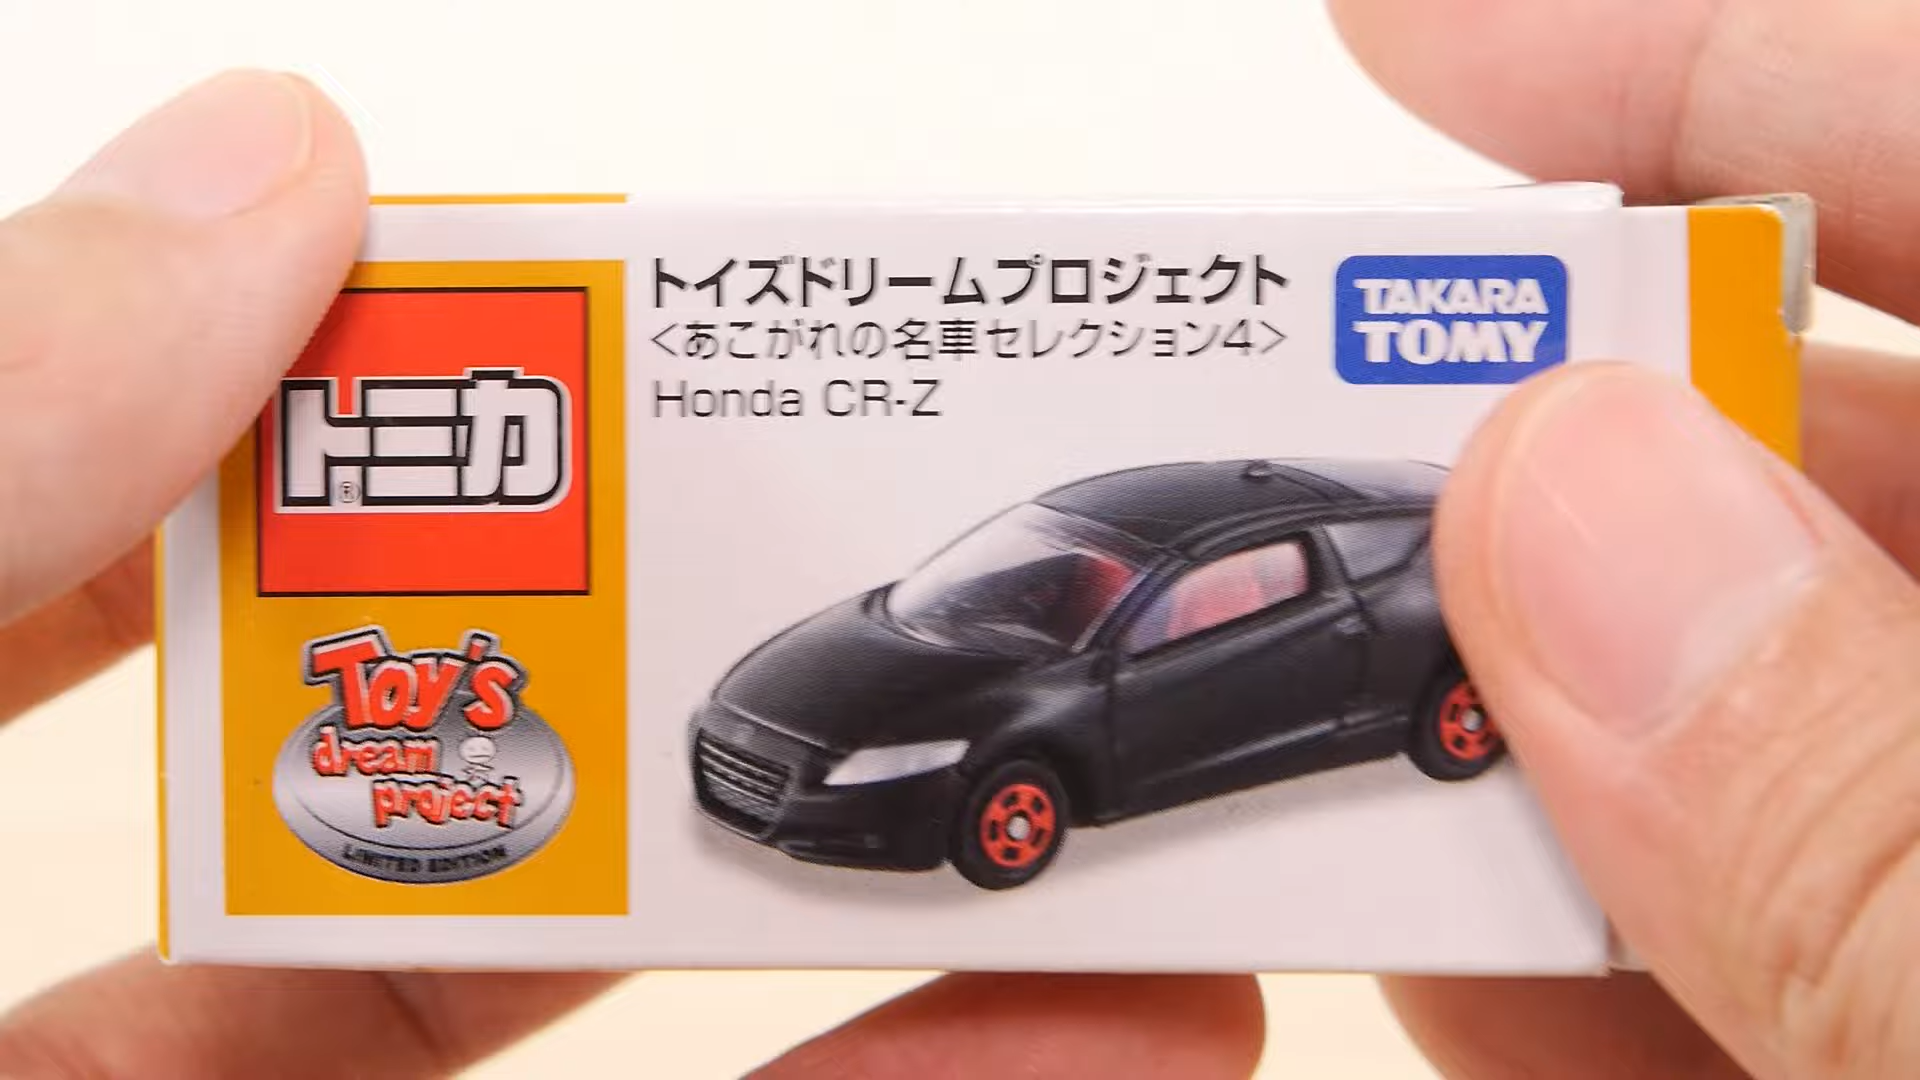 トイズドリームプロジェクト
<あこがれの名車セレクション4>
Honda CR-Z
TAKARA
TOMY
トミカ
®
Toy's
dream
project
LIMITED EDITION